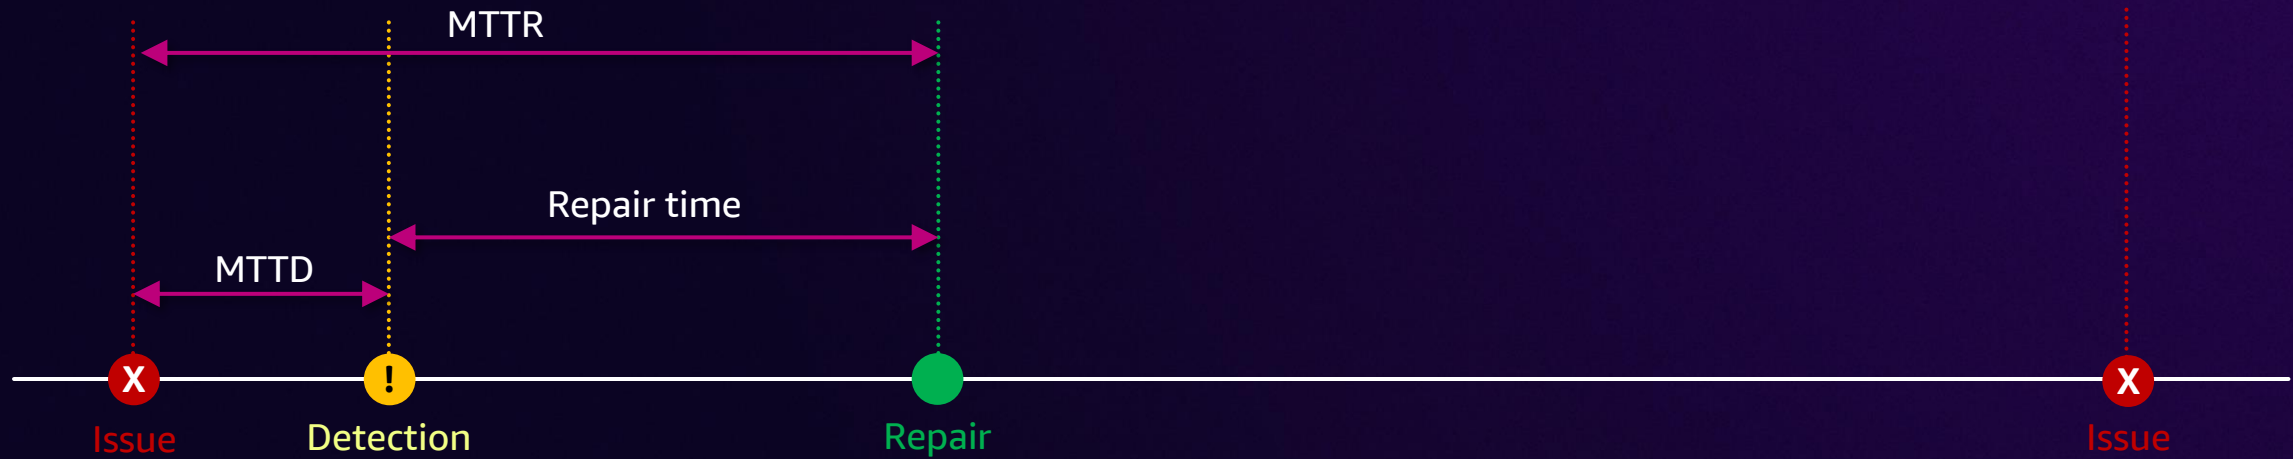 MTTR
Repair time
MTTD
X
!
X
Issue
Detection
Repair
Issue